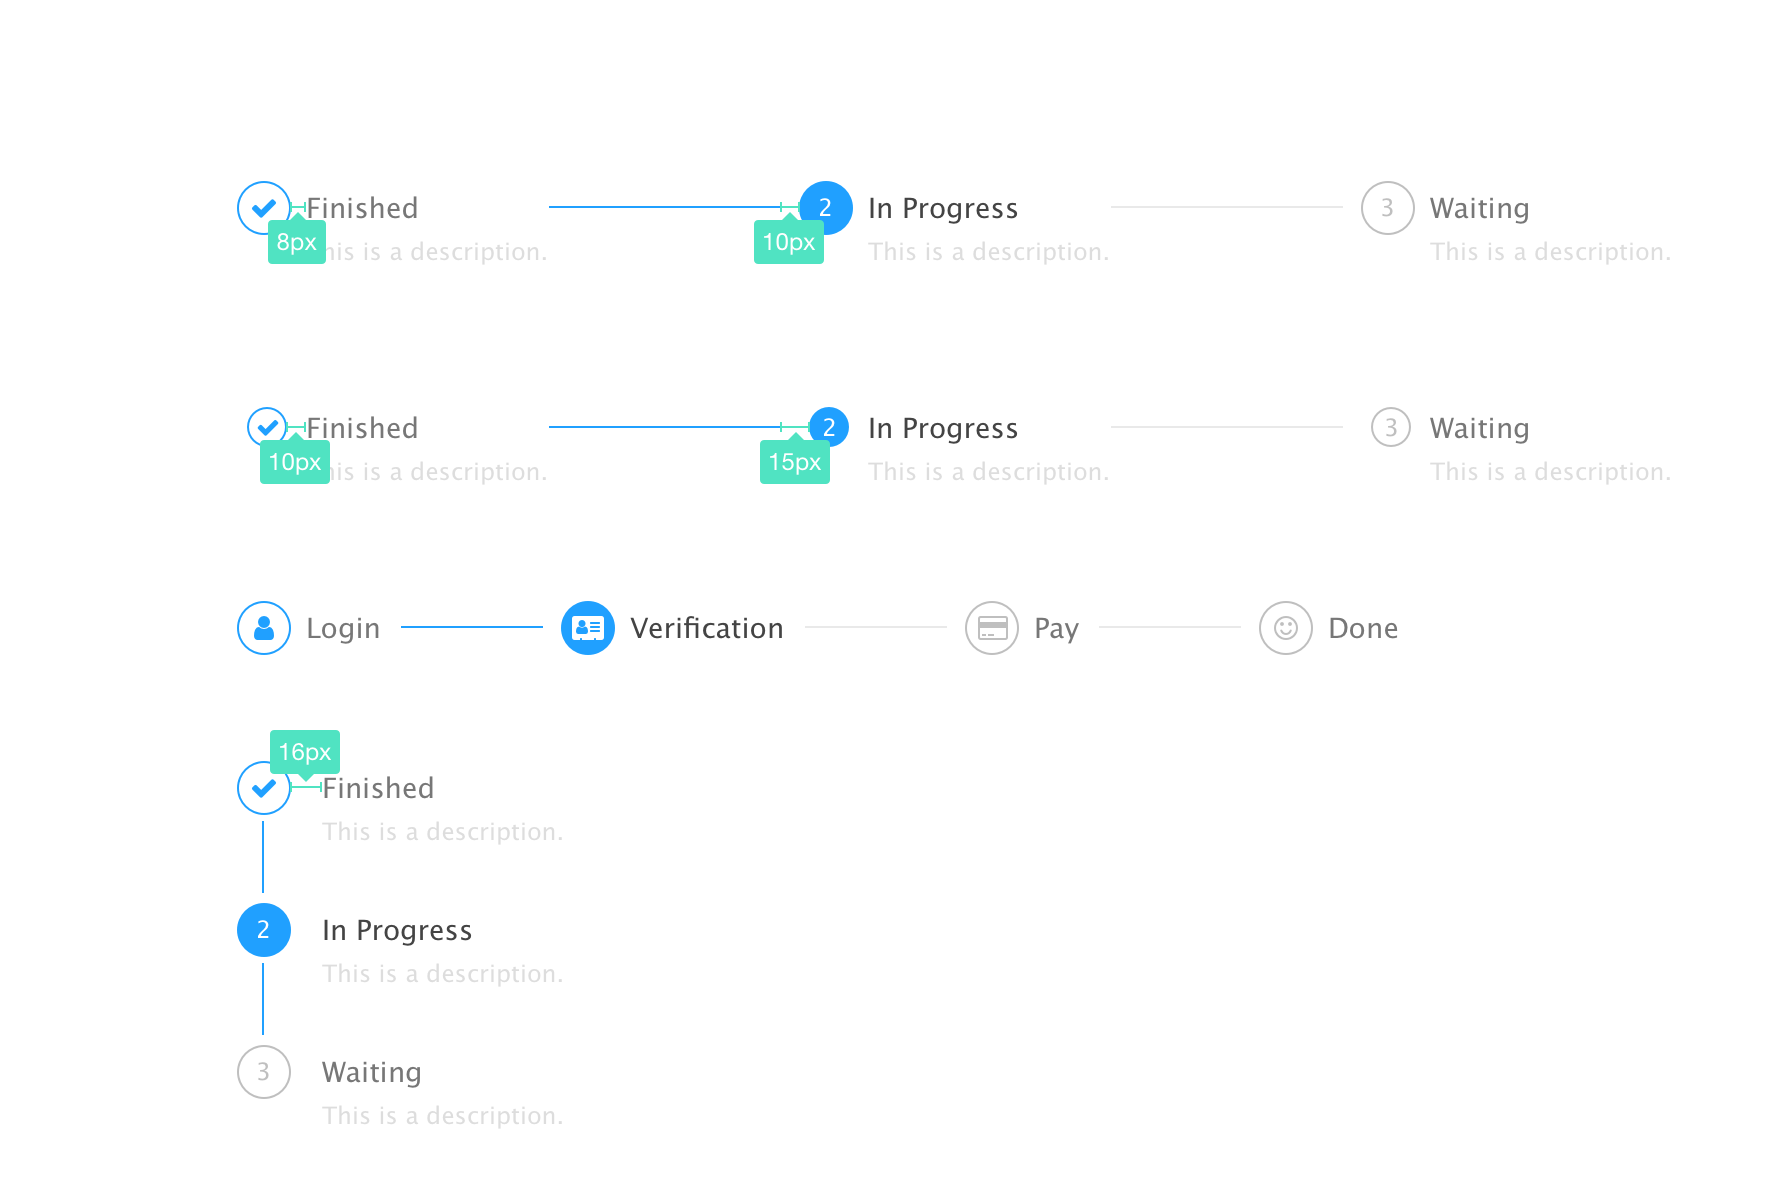 Finished
2 In Progress
3 Waiting
8px his is a description.
10px This is a description.
This is a description.
Finished
2 In Progress
3 Waiting
10px his is a description.
15px This is a description.
This is a description.
Login
Verification
Pay
Done
16px
Finished
This is a description.
2 In Progress
This is a description.
3 Waiting
This is a description.